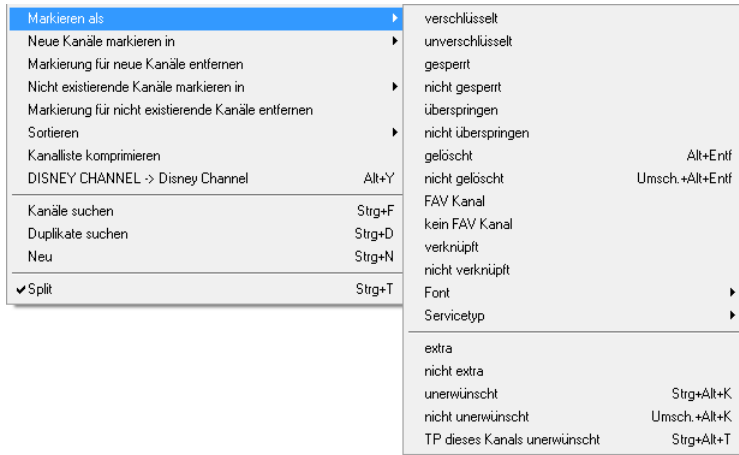 Markieren als
Neue Kanäle markieren in
Markierung für neue Kanäle entfernen
Nicht existierende Kanäle markieren in
Markierung für nicht existierende Kanäle entfernen
Sortieren
Kanalliste komprimieren
DISNEY CHANNEL -> Disney Channel Alt+Y
Kanäle suchen Strg+F
Duplikate suchen Strg+D
Neu Strg+N
Split Strg+T
verschlüsselt
unverschlüsselt
gesperrt
nicht gesperrt
überspringen
nicht überspringen
gelöscht Alt+Entf
nicht gelöscht Umsch.+Alt+Entf
FAV Kanal
kein FAV Kanal
verknüpft
nicht verknüpft
Font
Servicetyp
extra
nicht extra
unerwünscht Strg+Alt+K
nicht unerwünscht Umsch.+Alt+K
TP dieses Kanals unerwünscht Strg+Alt+T